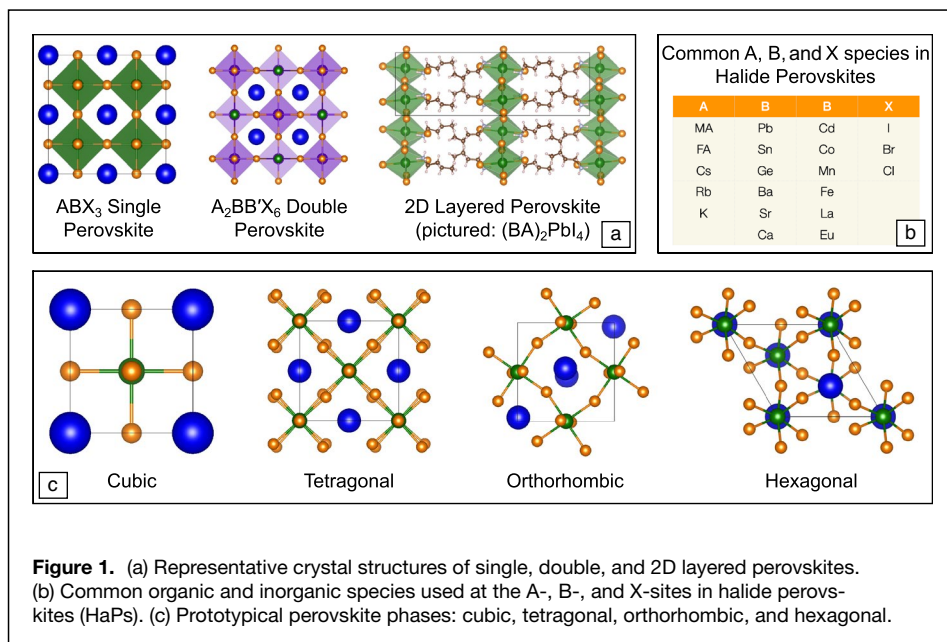 ABX₃ Single
Perovskite
A₂BB′X₆ Double
Perovskite
2D Layered Perovskite
(pictured: (BA)₂PbI₄)
a
Common A, B, and X species in
Halide Perovskites
A B B X
MA Pb Cd I
FA Sn Co Br
Cs Ge Mn Cl
Rb Ba Fe
K Sr La
Ca Eu
b
c
Cubic
Tetragonal
Orthorhombic
Hexagonal
Figure 1. (a) Representative crystal structures of single, double, and 2D layered perovskites.
(b) Common organic and inorganic species used at the A-, B-, and X-sites in halide perovs-
kites (HaPs). (c) Prototypical perovskite phases: cubic, tetragonal, orthorhombic, and hexagonal.